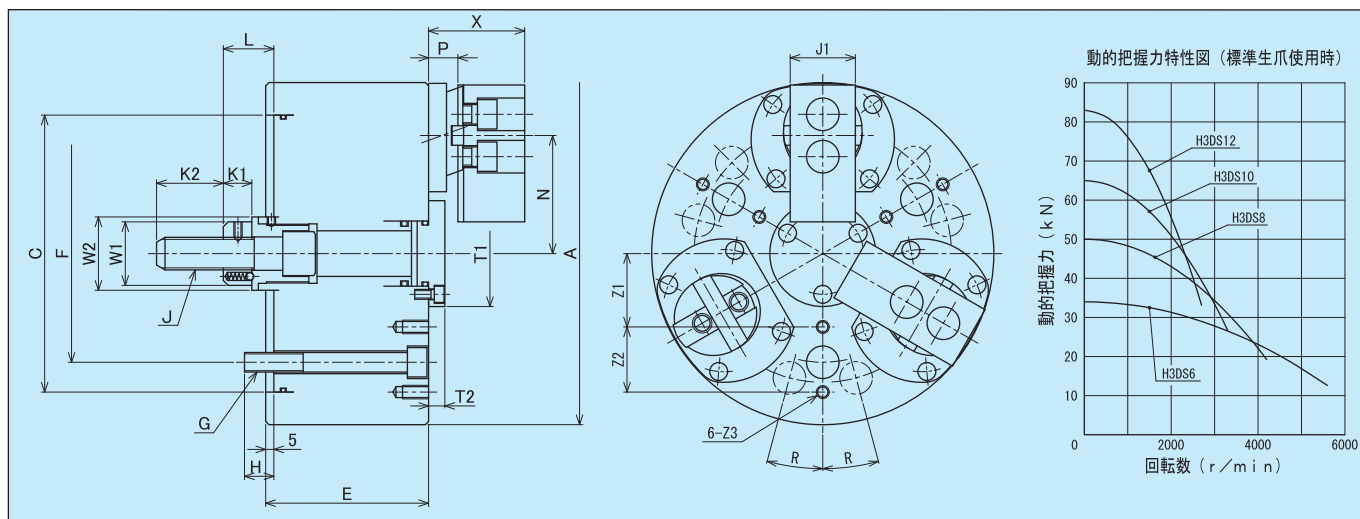 X
L
P
K2
K1
N
C
F
W2
W1
T1
A
J
G
T2
5
H
E
J1
Z1
Z2
6-Z3
R
R
動的把握力特性図（標準生爪使用時）
90
80
70
60
50
40
30
20
10
0
2000
4000
6000
動的把握力（ｋＮ）
回転数（ｒ／ｍｉｎ）
H3DS12
H3DS10
H3DS8
H3DS6